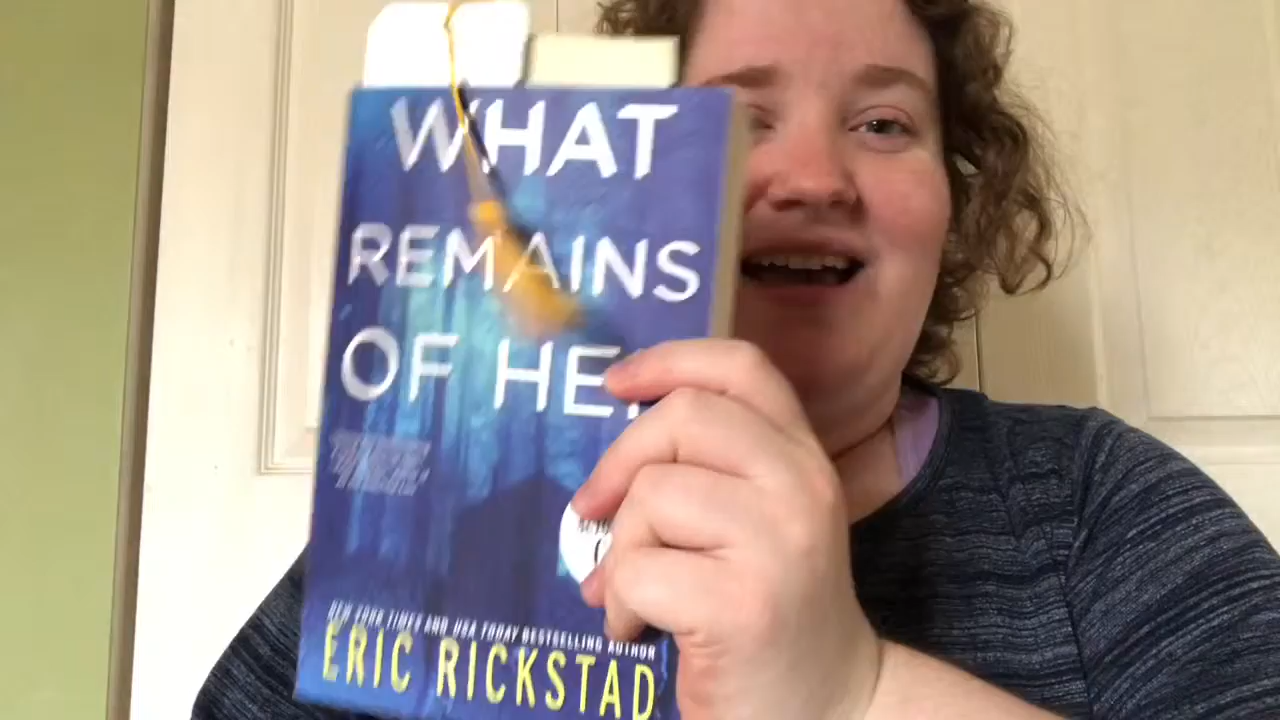 WHAT
REMAINS
OF HE
NEW YORK TIMES AND USA TODAY BESTSELLING AUTHOR
ERIC RICKSTAD